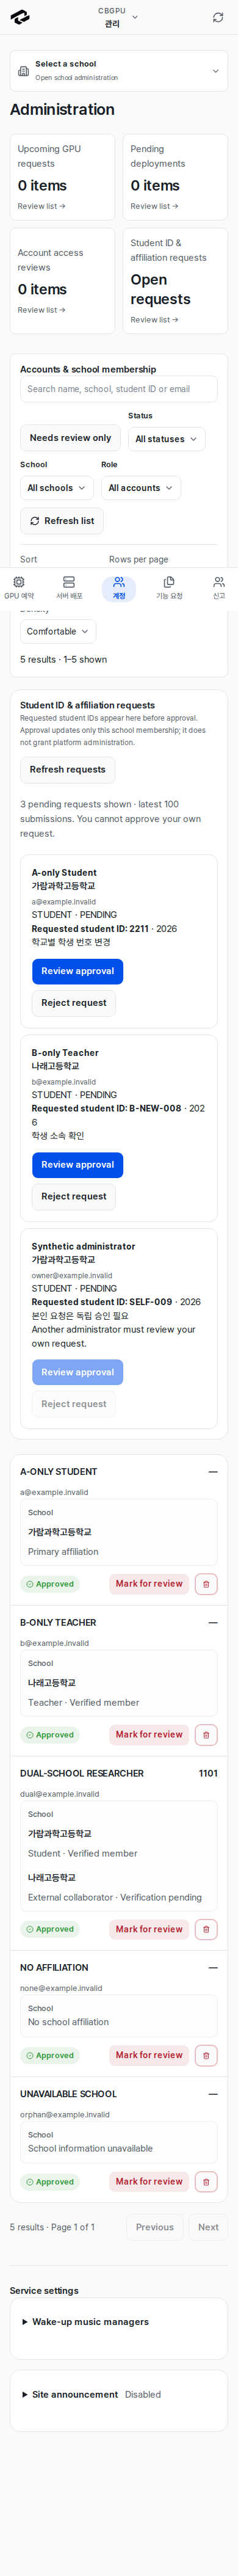 CBGPU
관리
Select a school
Open school administration
Administration
Upcoming GPU
requests
0 items
Review list →
Pending
deployments
0 items
Review list →
Account access
reviews
0 items
Review list →
Student ID &
affiliation requests
Open
requests
Review list →
Accounts & school membership
Search name, school, student ID or email
Needs review only
Status
All statuses
School
All schools
Role
All accounts
Refresh list
Sort
Rows per page
GPU 예약
서버 배포
계정
기능 요청
신고
Comfortable
5 results · 1–5 shown
Student ID & affiliation requests
Requested student IDs appear here before approval.
Approval updates only this school membership; it does
not grant platform administration.
Refresh requests
3 pending requests shown · latest 100
submissions. You cannot approve your own
request.
A-only Student
가람과학고등학교
a@example.invalid
STUDENT · PENDING
Requested student ID: 2211 · 2026
학교별 학생 번호 변경
Review approval
Reject request
B-only Teacher
나래고등학교
b@example.invalid
STUDENT · PENDING
Requested student ID: B-NEW-008 · 202
6
학생 소속 확인
Review approval
Reject request
Synthetic administrator
가람과학고등학교
owner@example.invalid
STUDENT · PENDING
Requested student ID: SELF-009 · 2026
본인 요청은 독립 승인 필요
Another administrator must review your
own request.
Review approval
Reject request
A-ONLY STUDENT —
a@example.invalid
School
가람과학고등학교
Primary affiliation
Approved
Mark for review
B-ONLY TEACHER —
b@example.invalid
School
나래고등학교
Teacher · Verified member
Approved
Mark for review
DUAL-SCHOOL RESEARCHER 1101
dual@example.invalid
School
가람과학고등학교
Student · Verified member
나래고등학교
External collaborator · Verification pending
Approved
Mark for review
NO AFFILIATION —
none@example.invalid
School
No school affiliation
Approved
Mark for review
UNAVAILABLE SCHOOL —
orphan@example.invalid
School
School information unavailable
Approved
Mark for review
5 results · Page 1 of 1
Previous
Next
Service settings
Wake-up music managers
Site announcement Disabled